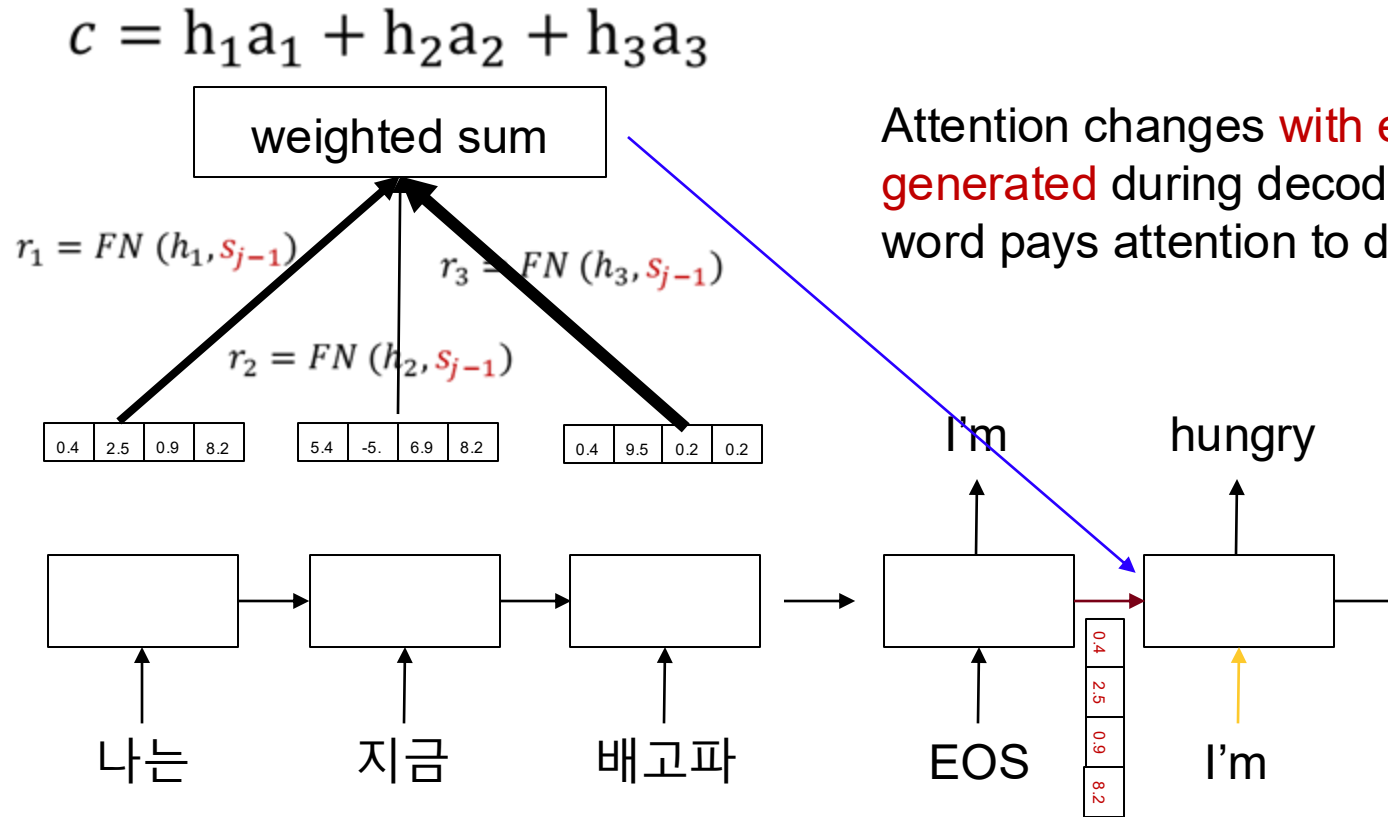 c = h₁a₁ + h₂a₂ + h₃a₃
weighted sum
Attention changes with e
generated during decod
word pays attention to d
r₁ = FN (h₁, sⱼ₋₁)
r₃ = FN (h₃, sⱼ₋₁)
r₂ = FN (h₂, sⱼ₋₁)
0.4 2.5 0.9 8.2
5.4 -5. 6.9 8.2
0.4 9.5 0.2 0.2
I'm
hungry
0.4
2.5
0.9
8.2
나는
지금
배고파
EOS
I'm